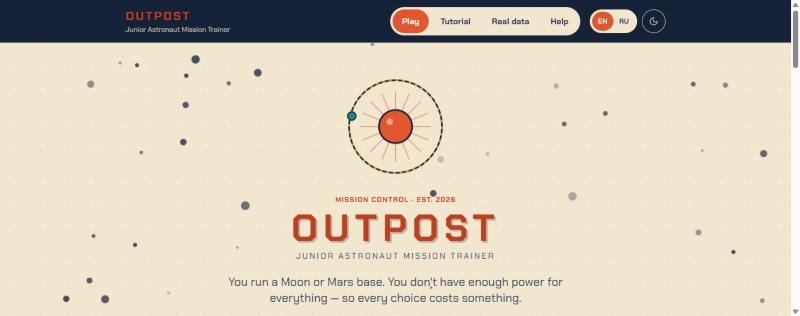 OUTPOST
Junior Astronaut Mission Trainer
Play
Tutorial
Real data
Help
EN
RU
MISSION CONTROL · EST. 2026
OUTPOST
JUNIOR ASTRONAUT MISSION TRAINER
You run a Moon or Mars base. You don't have enough power for
everything — so every choice costs something.